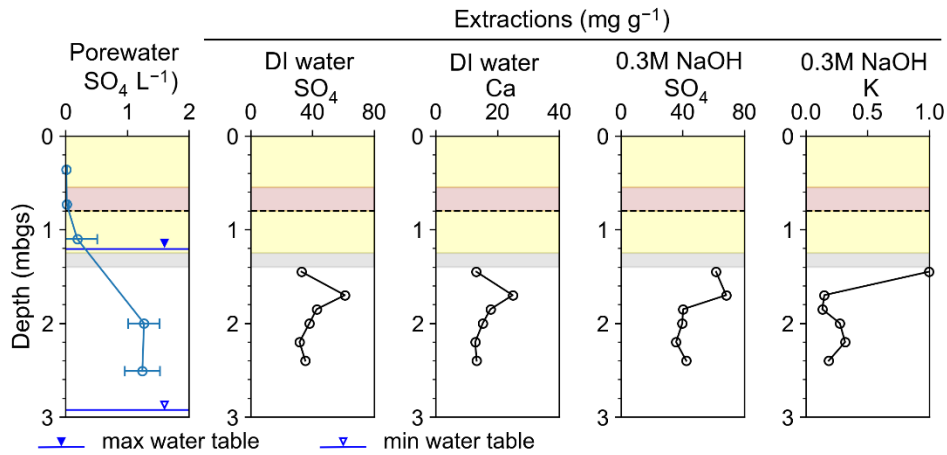 Extractions (mg g⁻¹)
Porewater
SO₄ L⁻¹)
DI water
SO₄
DI water
Ca
0.3M NaOH
SO₄
0.3M NaOH
K
0 1 2
0 40 80
0 20 40
0 40 80
0 0.5 1.0
Depth (mbgs)
0
1
2
3
0
1
2
3
0
1
2
3
0
1
2
3
0
1
2
3
max water table
min water table